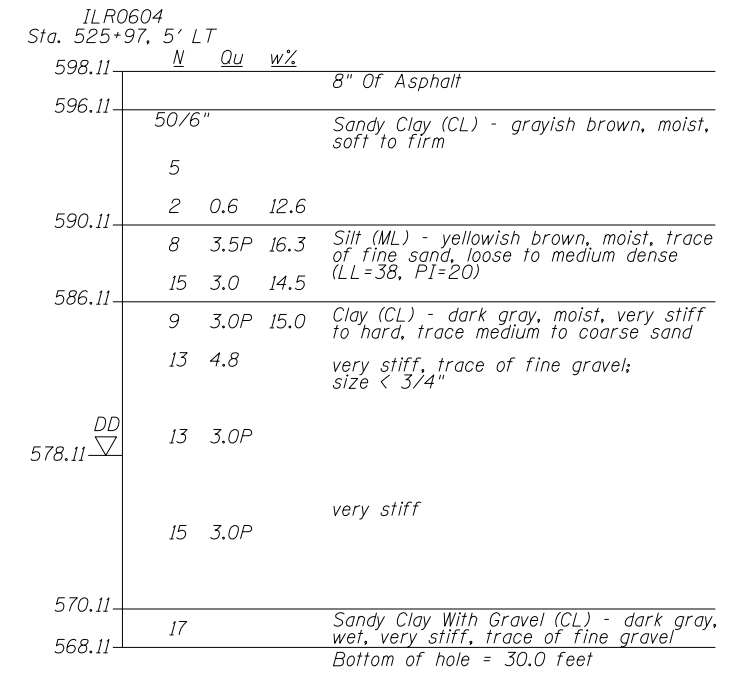 ILR0604
Sta. 525+97, 5' LT
N Qu w%
598.11
8" Of Asphalt
596.11
50/6" Sandy Clay (CL) - grayish brown, moist,
soft to firm
5
2 0.6 12.6
590.11
8 3.5P 16.3 Silt (ML) - yellowish brown, moist, trace
of fine sand, loose to medium dense
15 3.0 14.5 (LL=38, PI=20)
586.11
9 3.0P 15.0 Clay (CL) - dark gray, moist, very stiff
to hard, trace medium to coarse sand
13 4.8 very stiff, trace of fine gravel;
size < 3/4"
DD
13 3.0P
578.11
very stiff
15 3.0P
570.11
17 Sandy Clay With Gravel (CL) - dark gray,
wet, very stiff, trace of fine gravel
568.11
Bottom of hole = 30.0 feet